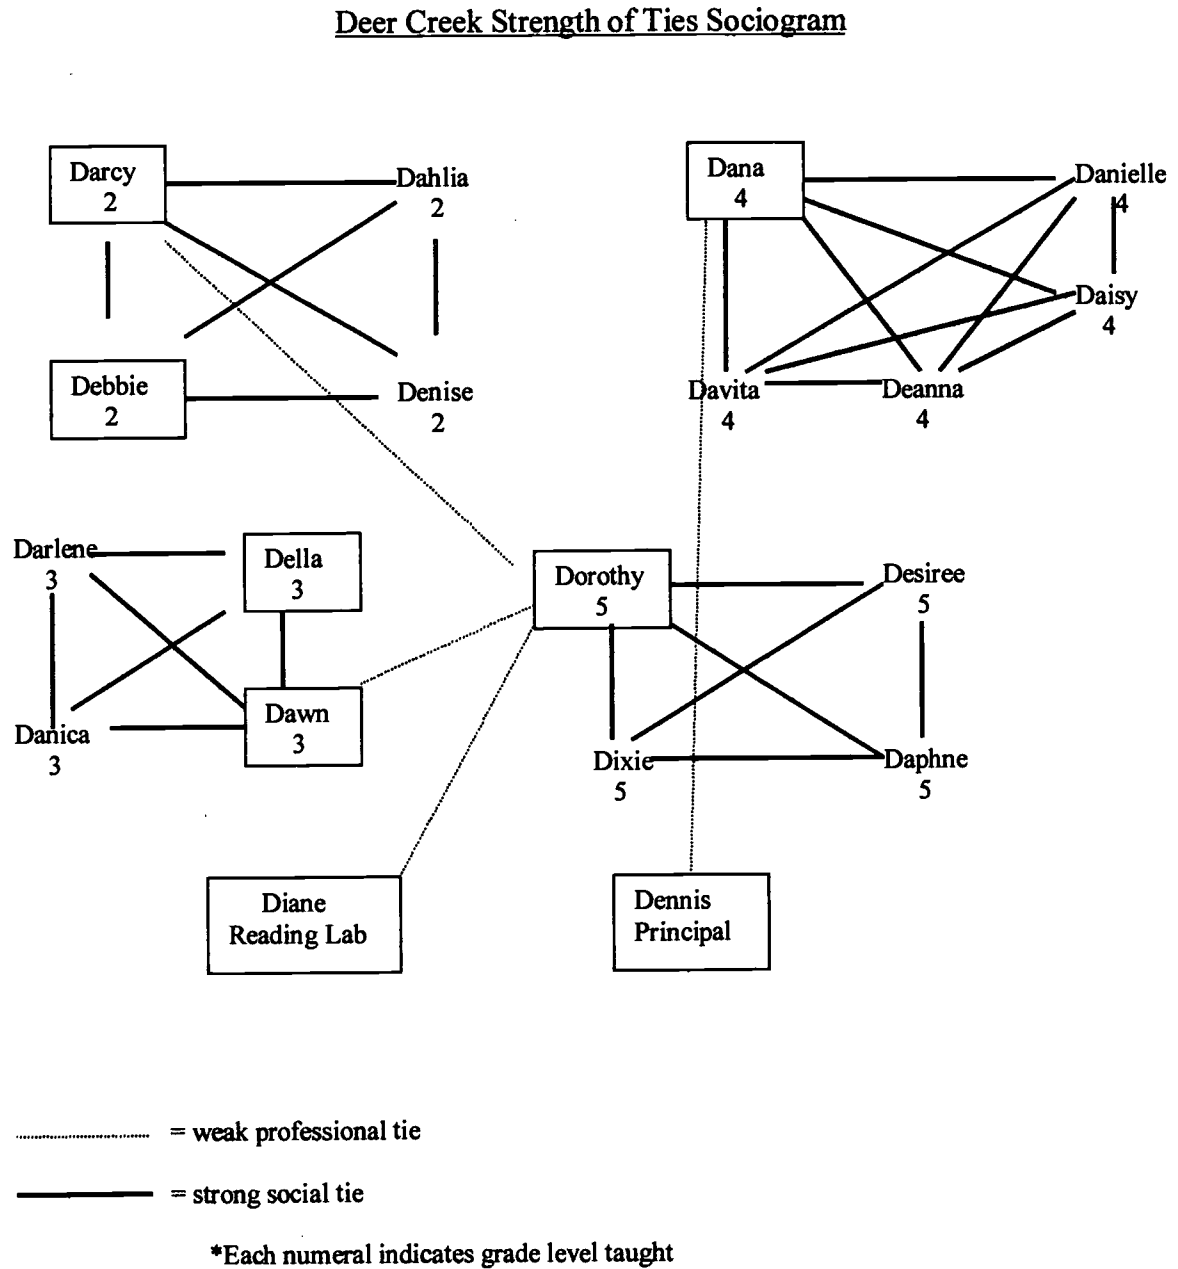 Deer Creek Strength of Ties Sociogram
Darcy
2
Dahlia
2
Debbie
2
Denise
2
Dana
4
Danielle
4
Daisy
4
Davita
4
Deanna
4
Darlene
3
Della
3
Danica
3
Dawn
3
Dorothy
5
Desiree
5
Dixie
5
Daphne
5
Diane
Reading Lab
Dennis
Principal
= weak professional tie
= strong social tie
*Each numeral indicates grade level taught